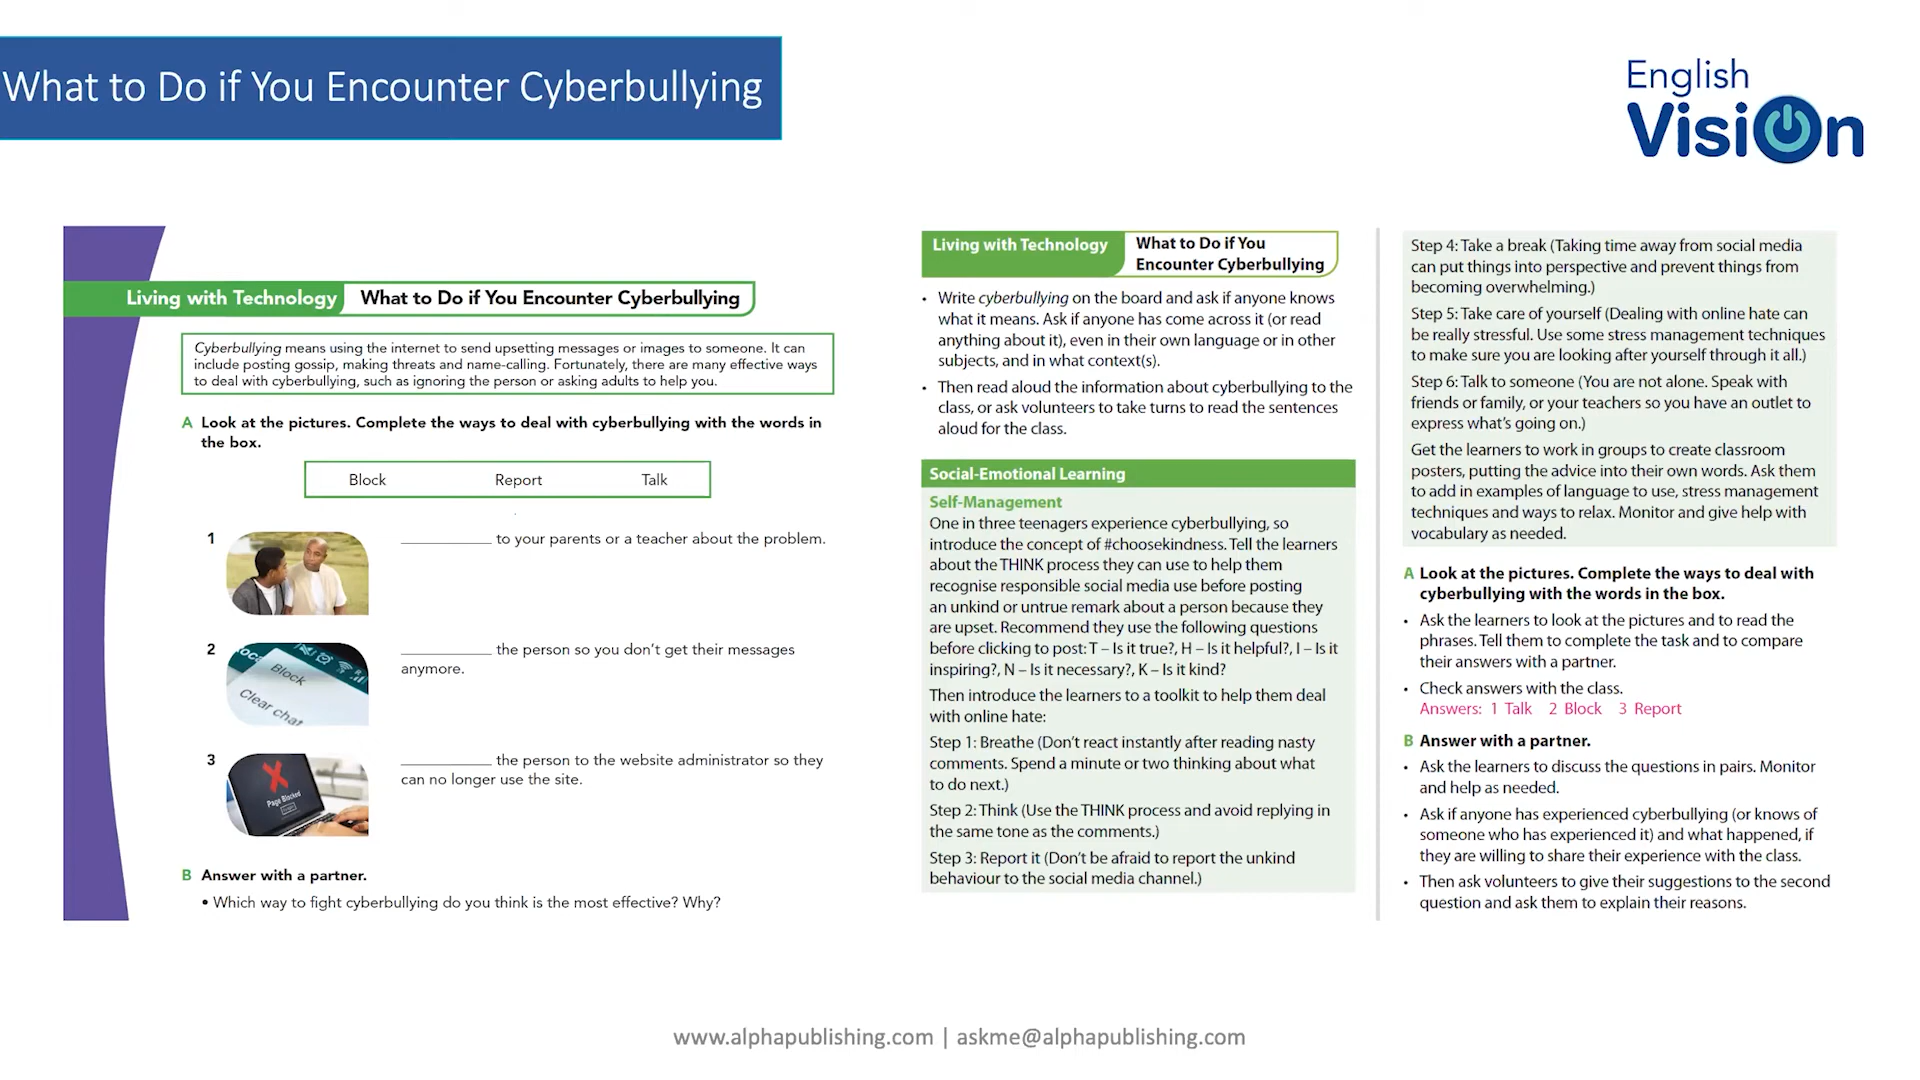 What to Do if You Encounter Cyberbullying
English
Vision
Living with Technology
What to Do if You Encounter Cyberbullying
Cyberbullying means using the internet to send upsetting messages or images to someone. It can
include posting gossip, making threats and name-calling. Fortunately, there are many effective ways
to deal with cyberbullying, such as ignoring the person or asking adults to help you.
A Look at the pictures. Complete the ways to deal with cyberbullying with the words in
the box.
Block Report Talk
1 __________ to your parents or a teacher about the problem.
2 __________ the person so you don't get their messages
anymore.
Block
Clear chat
3 __________ the person to the website administrator so they
can no longer use the site.
Page Blocked
B Answer with a partner.
• Which way to fight cyberbullying do you think is the most effective? Why?
Living with Technology
What to Do if You
Encounter Cyberbullying
• Write cyberbullying on the board and ask if anyone knows
what it means. Ask if anyone has come across it (or read
anything about it), even in their own language or in other
subjects, and in what context(s).
• Then read aloud the information about cyberbullying to the
class, or ask volunteers to take turns to read the sentences
aloud for the class.
Social-Emotional Learning
Self-Management
One in three teenagers experience cyberbullying, so
introduce the concept of #choosekindness. Tell the learners
about the THINK process they can use to help them
recognise responsible social media use before posting
an unkind or untrue remark about a person because they
are upset. Recommend they use the following questions
before clicking to post: T – Is it true?, H – Is it helpful?, I – Is it
inspiring?, N – Is it necessary?, K – Is it kind?
Then introduce the learners to a toolkit to help them deal
with online hate:
Step 1: Breathe (Don't react instantly after reading nasty
comments. Spend a minute or two thinking about what
to do next.)
Step 2: Think (Use the THINK process and avoid replying in
the same tone as the comments.)
Step 3: Report it (Don't be afraid to report the unkind
behaviour to the social media channel.)
Step 4: Take a break (Taking time away from social media
can put things into perspective and prevent things from
becoming overwhelming.)
Step 5: Take care of yourself (Dealing with online hate can
be really stressful. Use some stress management techniques
to make sure you are looking after yourself through it all.)
Step 6: Talk to someone (You are not alone. Speak with
friends or family, or your teachers so you have an outlet to
express what's going on.)
Get the learners to work in groups to create classroom
posters, putting the advice into their own words. Ask them
to add in examples of language to use, stress management
techniques and ways to relax. Monitor and give help with
vocabulary as needed.
A Look at the pictures. Complete the ways to deal with
cyberbullying with the words in the box.
• Ask the learners to look at the pictures and to read the
phrases. Tell them to complete the task and to compare
their answers with a partner.
• Check answers with the class.
Answers: 1 Talk 2 Block 3 Report
B Answer with a partner.
• Ask the learners to discuss the questions in pairs. Monitor
and help as needed.
• Ask if anyone has experienced cyberbullying (or knows of
someone who has experienced it) and what happened, if
they are willing to share their experience with the class.
• Then ask volunteers to give their suggestions to the second
question and ask them to explain their reasons.
www.alphapublishing.com | askme@alphapublishing.com